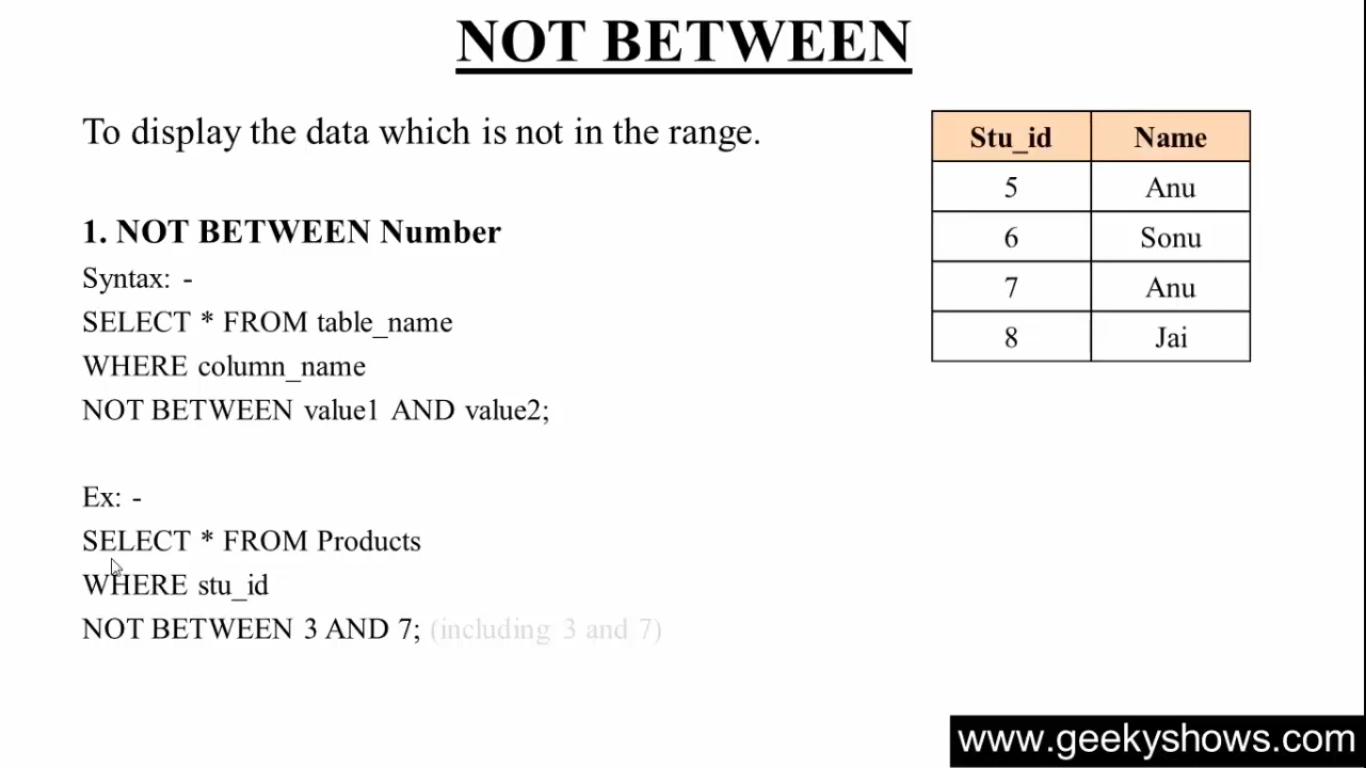 NOT BETWEEN
To display the data which is not in the range.
1. NOT BETWEEN Number
Syntax: -
SELECT * FROM table_name
WHERE column_name
NOT BETWEEN value1 AND value2;
Ex: -
SELECT * FROM Products
WHERE stu_id
NOT BETWEEN 3 AND 7; (including 3 and 7)
Stu_id Name
5 Anu
6 Sonu
7 Anu
8 Jai
www.geekyshows.com